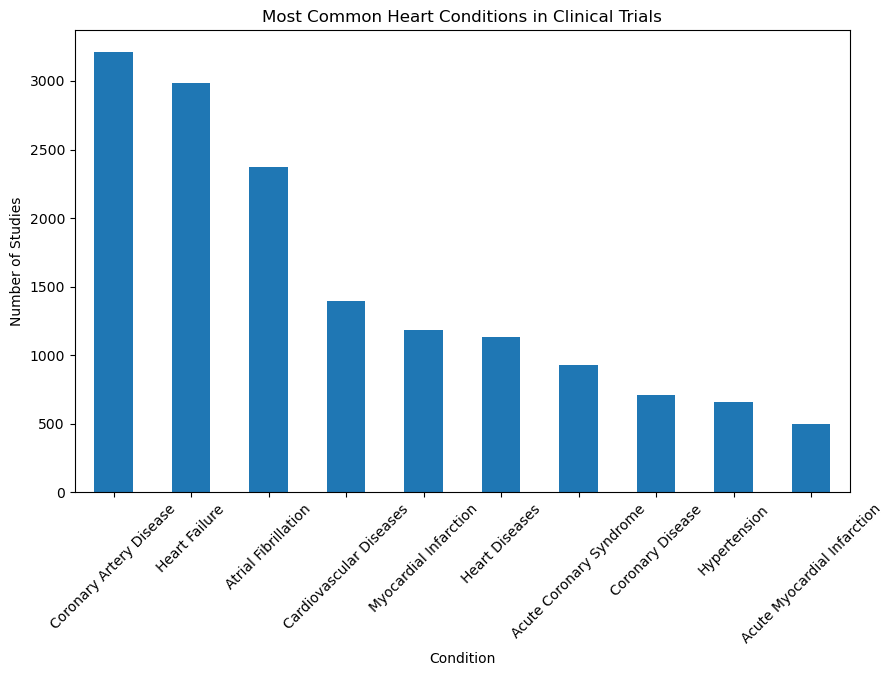 Most Common Heart Conditions in Clinical Trials
Number of Studies
3000
2500
2000
1500
1000
500
0
Coronary Artery Disease
Heart Failure
Atrial Fibrillation
Cardiovascular Diseases
Myocardial Infarction
Heart Diseases
Acute Coronary Syndrome
Coronary Disease
Hypertension
Acute Myocardial Infarction
Condition